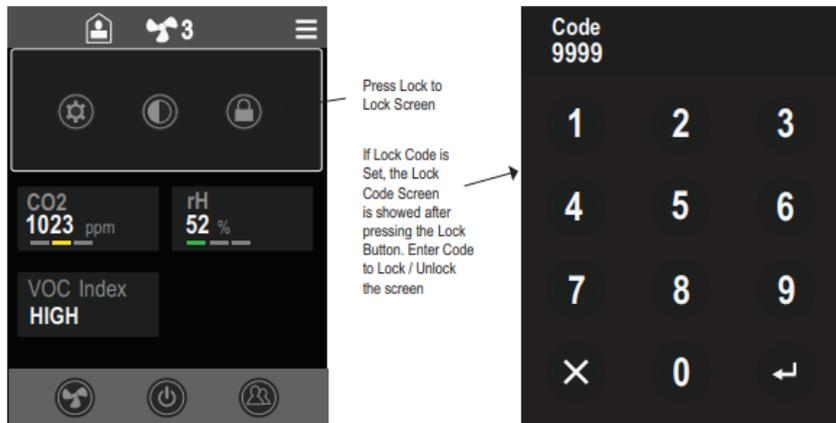 3
CO2
1023 ppm
rH
52 %
VOC Index
HIGH
Press Lock to
Lock Screen
If Lock Code is
Set, the Lock
Code Screen
is showed after
pressing the Lock
Button. Enter Code
to Lock / Unlock
the screen
Code
9999
1 2 3
4 5 6
7 8 9
0